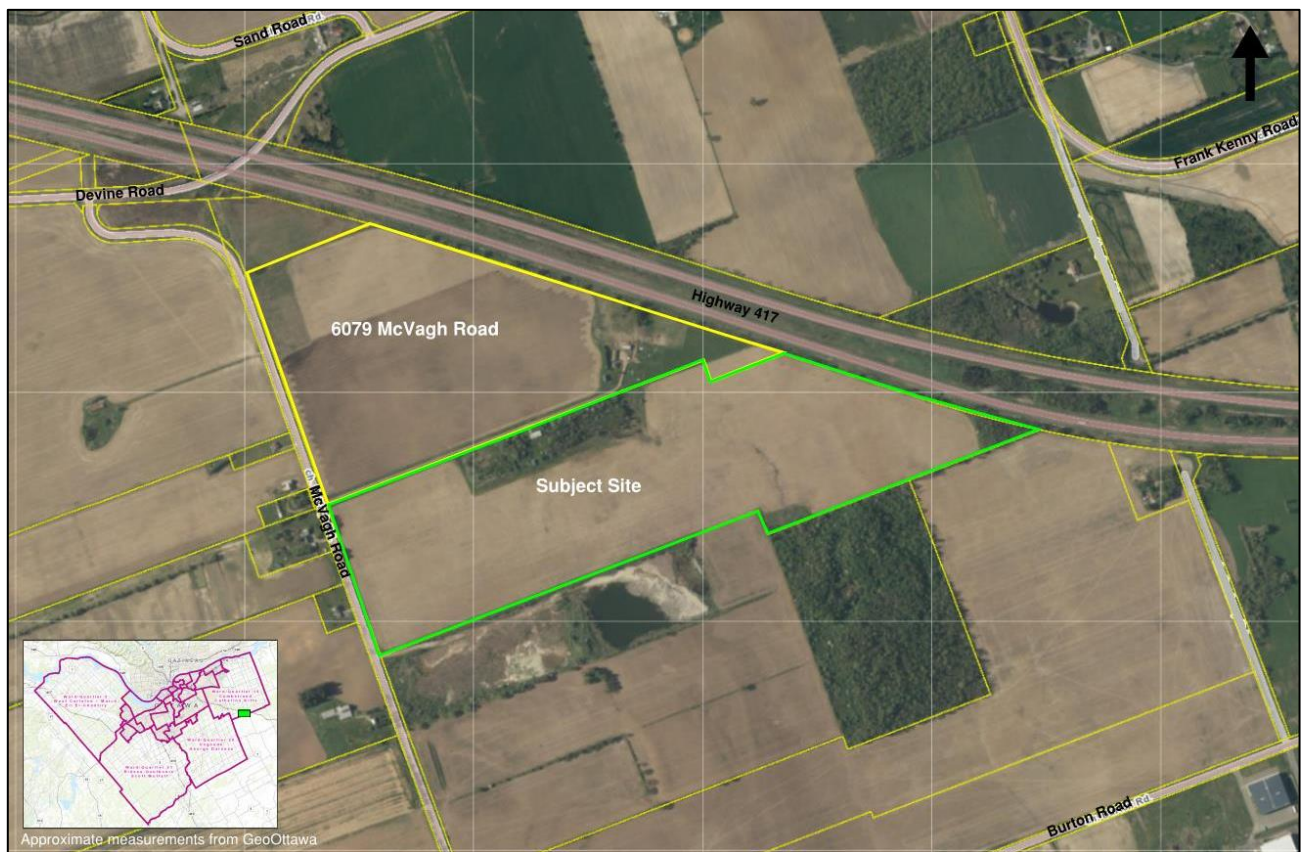 Sand Road
Rd.
Frank Kenny Road
Devine Road
Highway 417
6079 McVagh Road
Subject Site
McVagh Road
Burton Road
Rd.
Approximate measurements from GeoOttawa